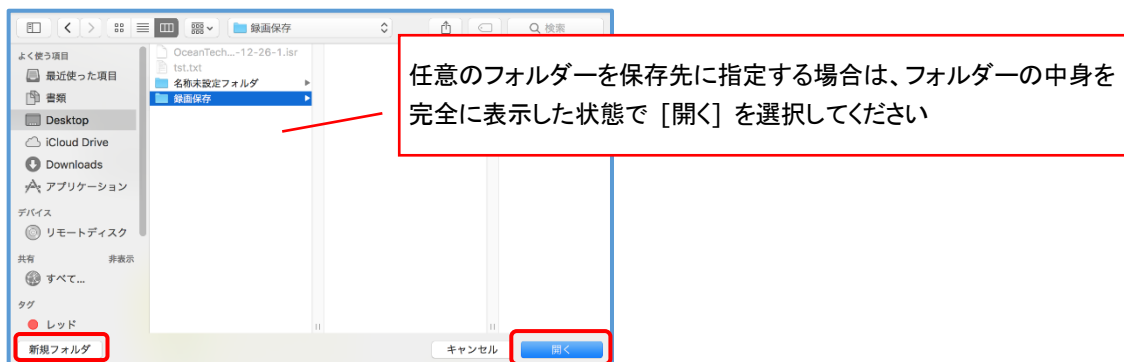 録画保存
検索
よく使う項目
最近使った項目
書類
Desktop
iCloud Drive
Downloads
アプリケーション
デバイス
リモートディスク
共有 非表示
すべて...
タグ
レッド
OceanTech...-12-26-1.isr
tst.txt
名称未設定フォルダ
録画保存
任意のフォルダーを保存先に指定する場合は、フォルダーの中身を
完全に表示した状態で [開く] を選択してください
新規フォルダ キャンセル 開く